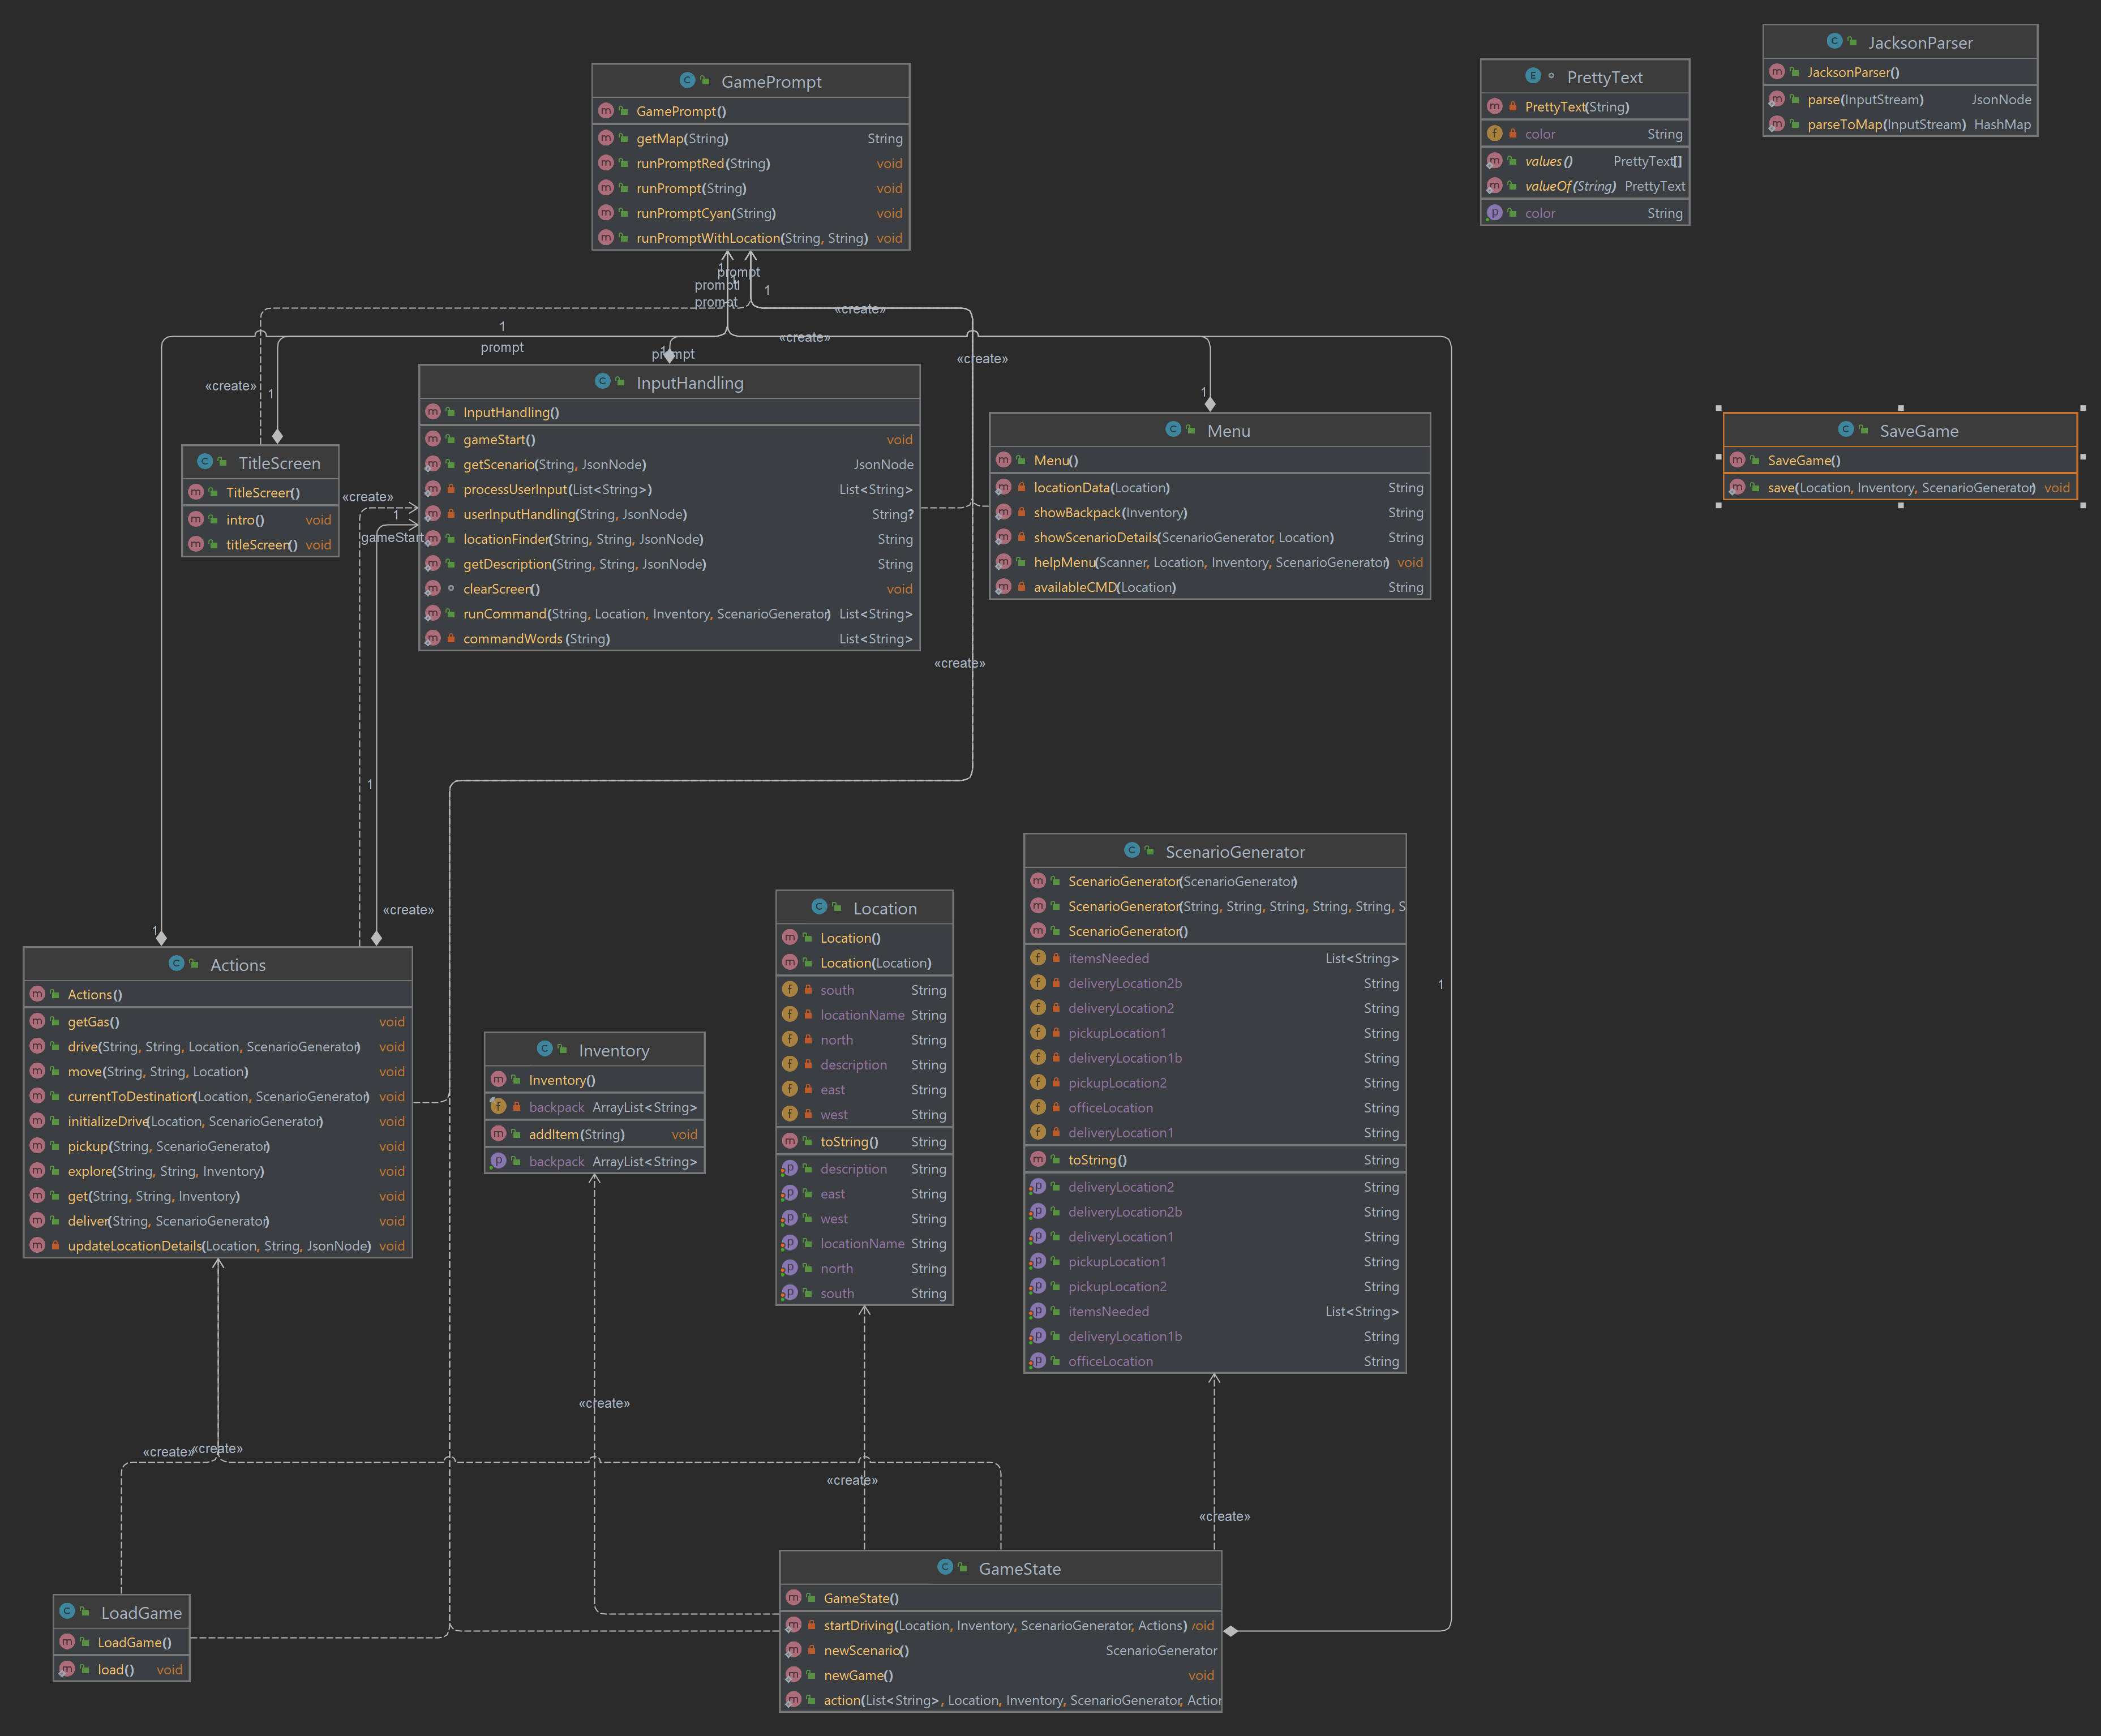 GamePrompt
GamePrompt()
getMap(String) String
runPromptRed(String) void
runPrompt(String) void
runPromptCyan(String) void
runPromptWithLocation(String, String) void
PrettyText
PrettyText(String)
color String
values() PrettyText[]
valueOf(String) PrettyText
color String
JacksonParser
JacksonParser()
parse(InputStream) JsonNode
parseToMap(InputStream) HashMap
1
prompt
1
prompt
1
prompt
«create»
1
prompt
«create»
1
prompt
«create»
«create»
1
1
TitleScreen
TitleScreen()
intro() void
titleScreen() void
InputHandling
InputHandling()
gameStart() void
getScenario(String, JsonNode) JsonNode
processUserInput(List<String>) List<String>
userInputHandling(String, JsonNode) String?
locationFinder(String, String, JsonNode) String
getDescription(String, String, JsonNode) String
clearScreen() void
runCommand(String, Location, Inventory, ScenarioGenerator) List<String>
commandWords(String) List<String>
Menu
Menu()
locationData(Location) String
showBackpack(Inventory) String
showScenarioDetails(ScenarioGenerator, Location) String
helpMenu(Scanner, Location, Inventory, ScenarioGenerator) void
availableCMD(Location) String
SaveGame
SaveGame()
save(Location, Inventory, ScenarioGenerator) void
«create»
1
gameStart
«create»
1
«create»
1
1
Actions
Actions()
getGas() void
drive(String, String, Location, ScenarioGenerator) void
move(String, String, Location) void
currentToDestination(Location, ScenarioGenerator) void
initializeDrive(Location, ScenarioGenerator) void
pickup(String, ScenarioGenerator) void
explore(String, String, Inventory) void
get(String, String, Inventory) void
deliver(String, ScenarioGenerator) void
updateLocationDetails(Location, String, JsonNode) void
Inventory
Inventory()
backpack ArrayList<String>
addItem(String) void
backpack ArrayList<String>
Location
Location()
Location(Location)
south String
locationName String
north String
description String
east String
west String
toString() String
description String
east String
west String
locationName String
north String
south String
ScenarioGenerator
ScenarioGenerator(ScenarioGenerator)
ScenarioGenerator(String, String, String, String, String, S
ScenarioGenerator()
itemsNeeded List<String>
deliveryLocation2b String
deliveryLocation2 String
pickupLocation1 String
deliveryLocation1b String
pickupLocation2 String
officeLocation String
deliveryLocation1 String
toString() String
deliveryLocation2 String
deliveryLocation2b String
deliveryLocation1 String
pickupLocation1 String
pickupLocation2 String
itemsNeeded List<String>
deliveryLocation1b String
officeLocation String
1
«create»
«create»
«create»
«create»
«create»
LoadGame
LoadGame()
load() void
GameState
GameState()
startDriving(Location, Inventory, ScenarioGenerator, Actions) void
newScenario() ScenarioGenerator
newGame() void
action(List<String>, Location, Inventory, ScenarioGenerator, Action